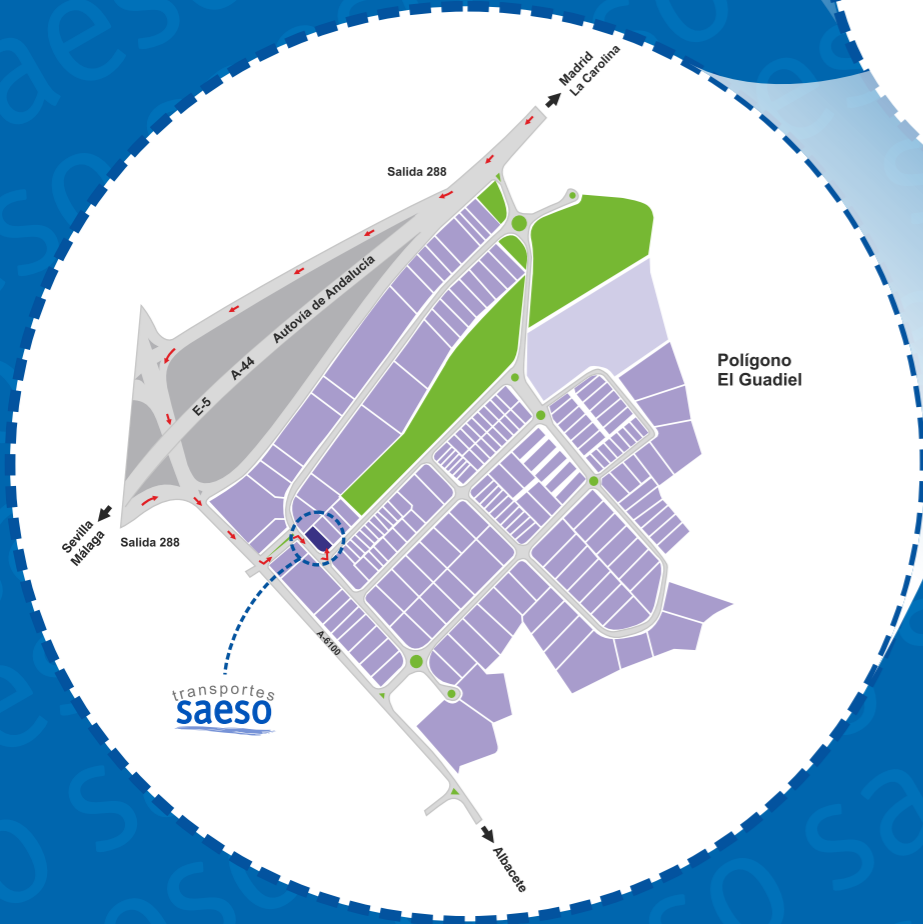 Madrid
La Carolina
Salida 288
Autovía de Andalucía
A-44
E-5
Polígono
El Guadiel
Sevilla
Málaga
Salida 288
A-6100
transportes
saeso
Albacete